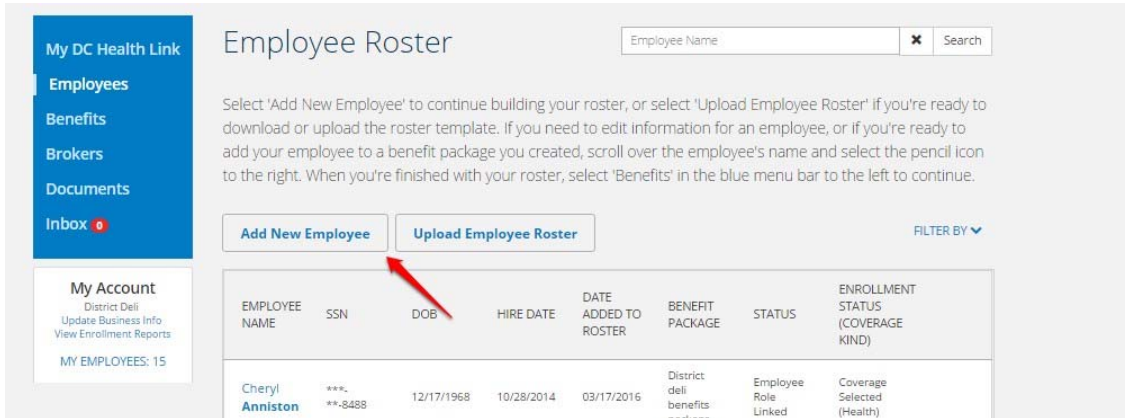 My DC Health Link
Employees
Benefits
Brokers
Documents
Inbox 0
My Account
District Deli
Update Business Info
View Enrollment Reports
MY EMPLOYEES: 15
Employee Roster
Employee Name
✖ Search
Select 'Add New Employee' to continue building your roster, or select 'Upload Employee Roster' if you're ready to
download or upload the roster template. If you need to edit information for an employee, or if you're ready to
add your employee to a benefit package you created, scroll over the employee's name and select the pencil icon
to the right. When you're finished with your roster, select 'Benefits' in the blue menu bar to the left to continue.
Add New Employee
Upload Employee Roster
FILTER BY
EMPLOYEE
NAME
SSN
DOB
HIRE DATE
DATE
ADDED TO
ROSTER
BENEFIT
PACKAGE
STATUS
ENROLLMENT
STATUS
(COVERAGE
KIND)
Cheryl
Anniston
***-
**-8488
12/17/1968
10/28/2014
03/17/2016
District
deli
benefits
Employee
Role
Linked
Coverage
Selected
(Health)